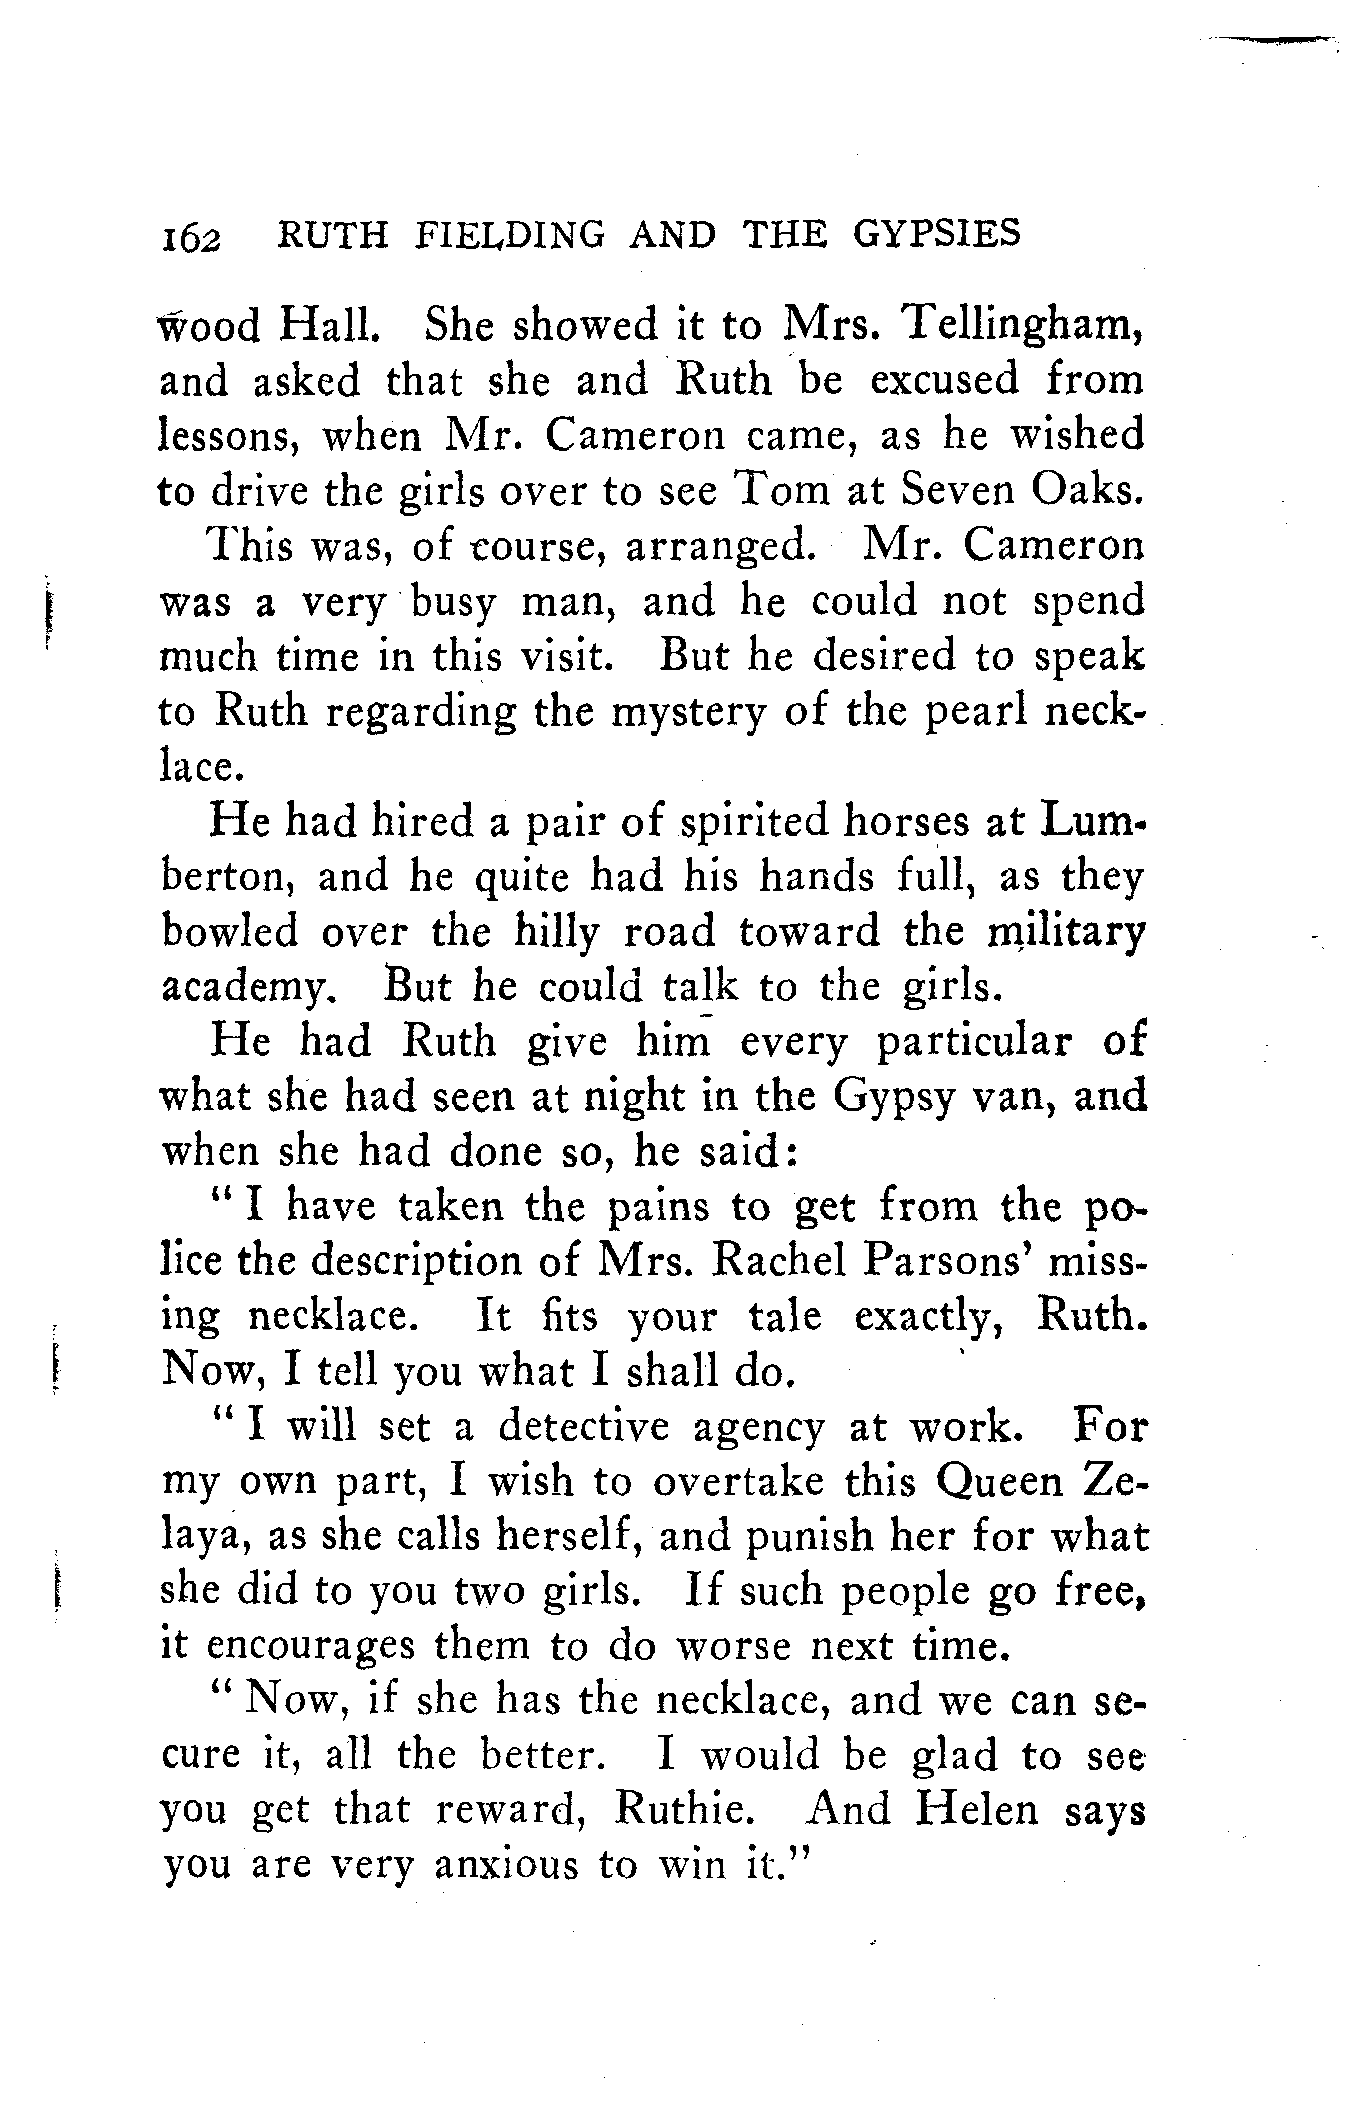 162 RUTH FIELDING AND THE GYPSIES
wood Hall. She showed it to Mrs. Tellingham,
and asked that she and Ruth be excused from
lessons, when Mr. Cameron came, as he wished
to drive the girls over to see Tom at Seven Oaks.
This was, of course, arranged. Mr. Cameron
was a very busy man, and he could not spend
much time in this visit. But he desired to speak
to Ruth regarding the mystery of the pearl neck-
lace.
He had hired a pair of spirited horses at Lum-
berton, and he quite had his hands full, as they
bowled over the hilly road toward the military
academy. But he could talk to the girls.
He had Ruth give him every particular of
what she had seen at night in the Gypsy van, and
when she had done so, he said:
" I have taken the pains to get from the po-
lice the description of Mrs. Rachel Parsons' miss-
ing necklace. It fits your tale exactly, Ruth.
Now, I tell you what I shall do.
" I will set a detective agency at work. For
my own part, I wish to overtake this Queen Ze-
laya, as she calls herself, and punish her for what
she did to you two girls. If such people go free,
it encourages them to do worse next time.
" Now, if she has the necklace, and we can se-
cure it, all the better. I would be glad to see
you get that reward, Ruthie. And Helen says
you are very anxious to win it."